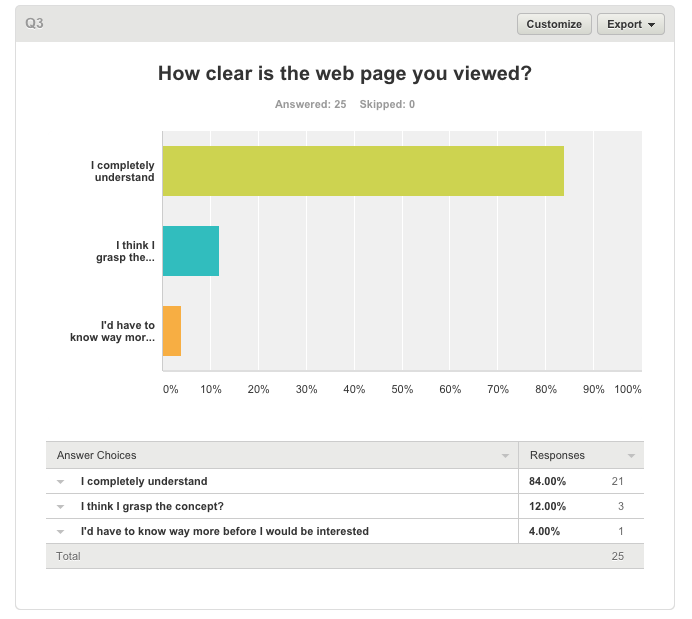 Q3
Customize
Export
How clear is the web page you viewed?
Answered: 25 Skipped: 0
I completely
understand
I think I
grasp the...
I'd have to
know way mor...
0% 10% 20% 30% 40% 50% 60% 70% 80% 90% 100%
Answer Choices Responses
I completely understand 84.00% 21
I think I grasp the concept? 12.00% 3
I'd have to know way more before I would be interested 4.00% 1
Total 25